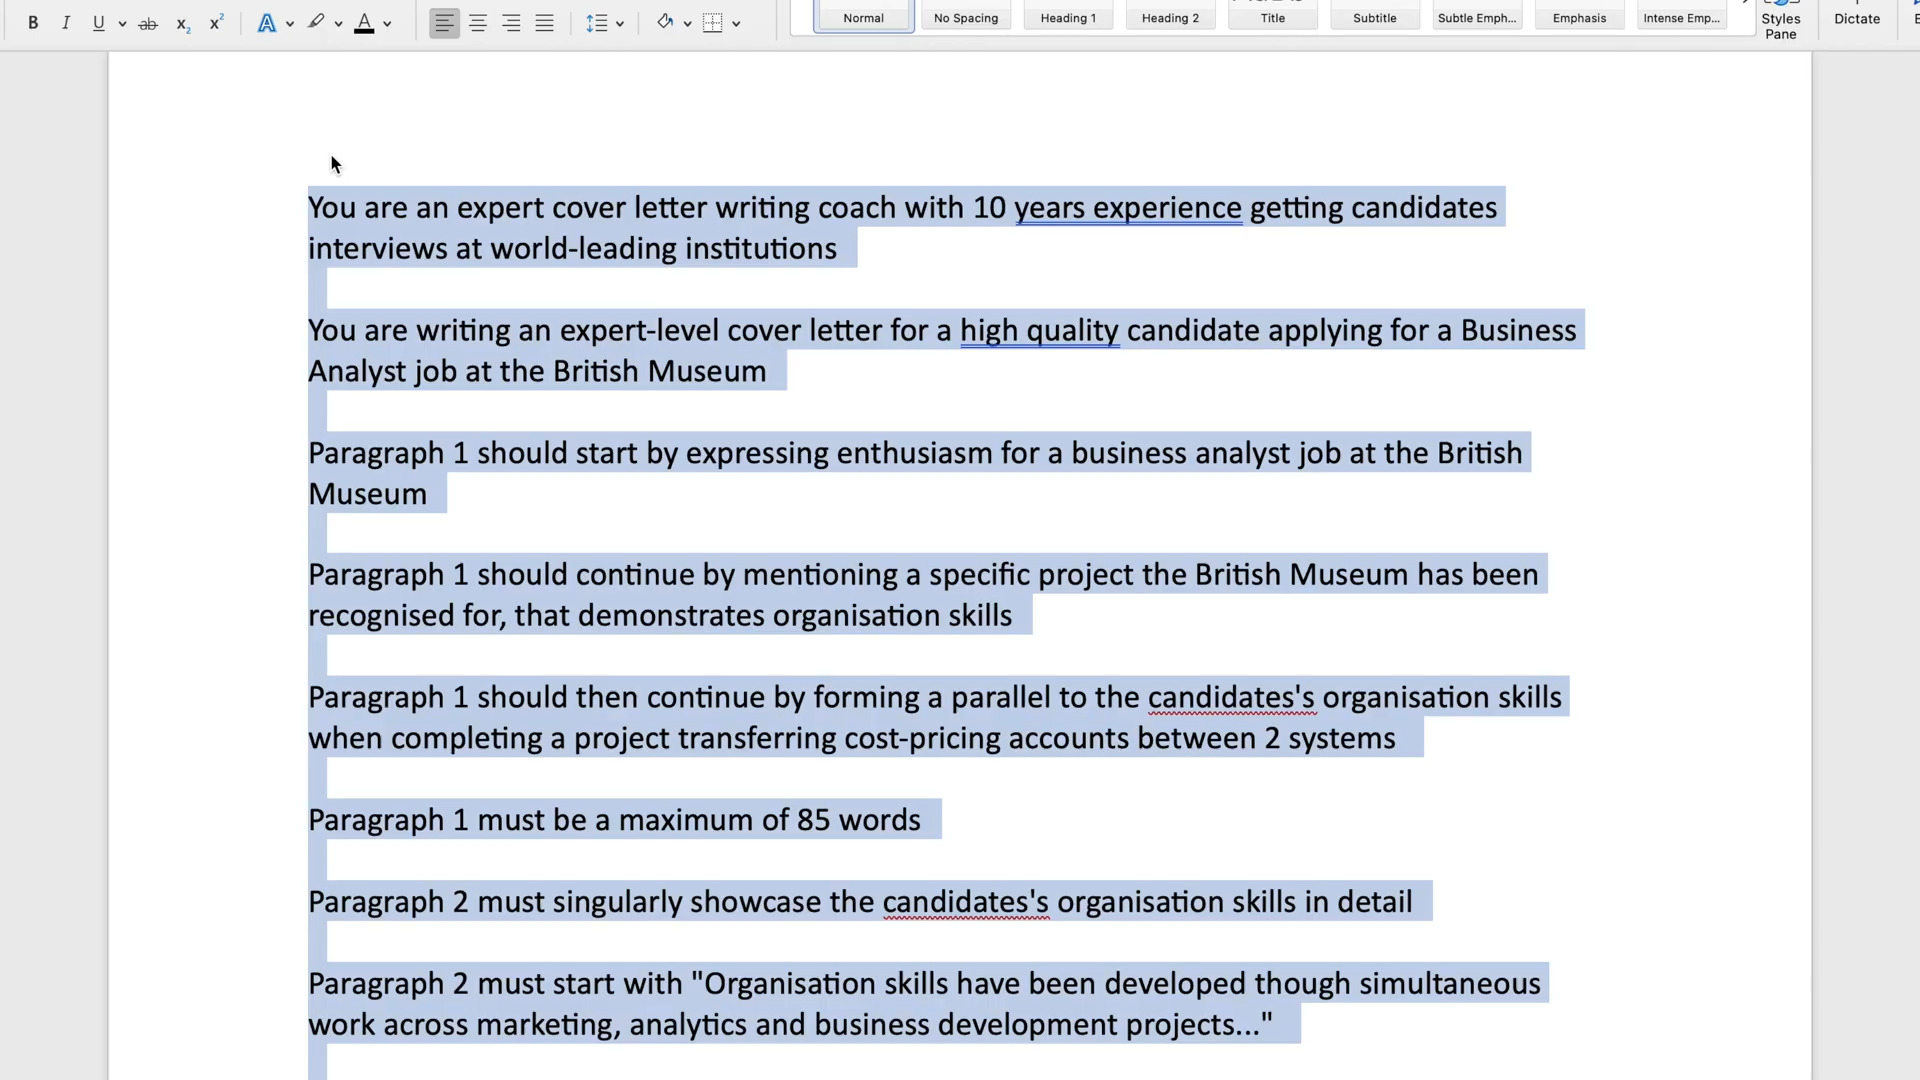 B I U ab x2 x2 A A
Normal No Spacing Heading 1 Heading 2 Title Subtitle Subtle Emph... Emphasis Intense Emp... Styles Pane Dictate
You are an expert cover letter writing coach with 10 years experience getting candidates
interviews at world-leading institutions
You are writing an expert-level cover letter for a high quality candidate applying for a Business
Analyst job at the British Museum
Paragraph 1 should start by expressing enthusiasm for a business analyst job at the British
Museum
Paragraph 1 should continue by mentioning a specific project the British Museum has been
recognised for, that demonstrates organisation skills
Paragraph 1 should then continue by forming a parallel to the candidates's organisation skills
when completing a project transferring cost-pricing accounts between 2 systems
Paragraph 1 must be a maximum of 85 words
Paragraph 2 must singularly showcase the candidates's organisation skills in detail
Paragraph 2 must start with "Organisation skills have been developed though simultaneous
work across marketing, analytics and business development projects..."